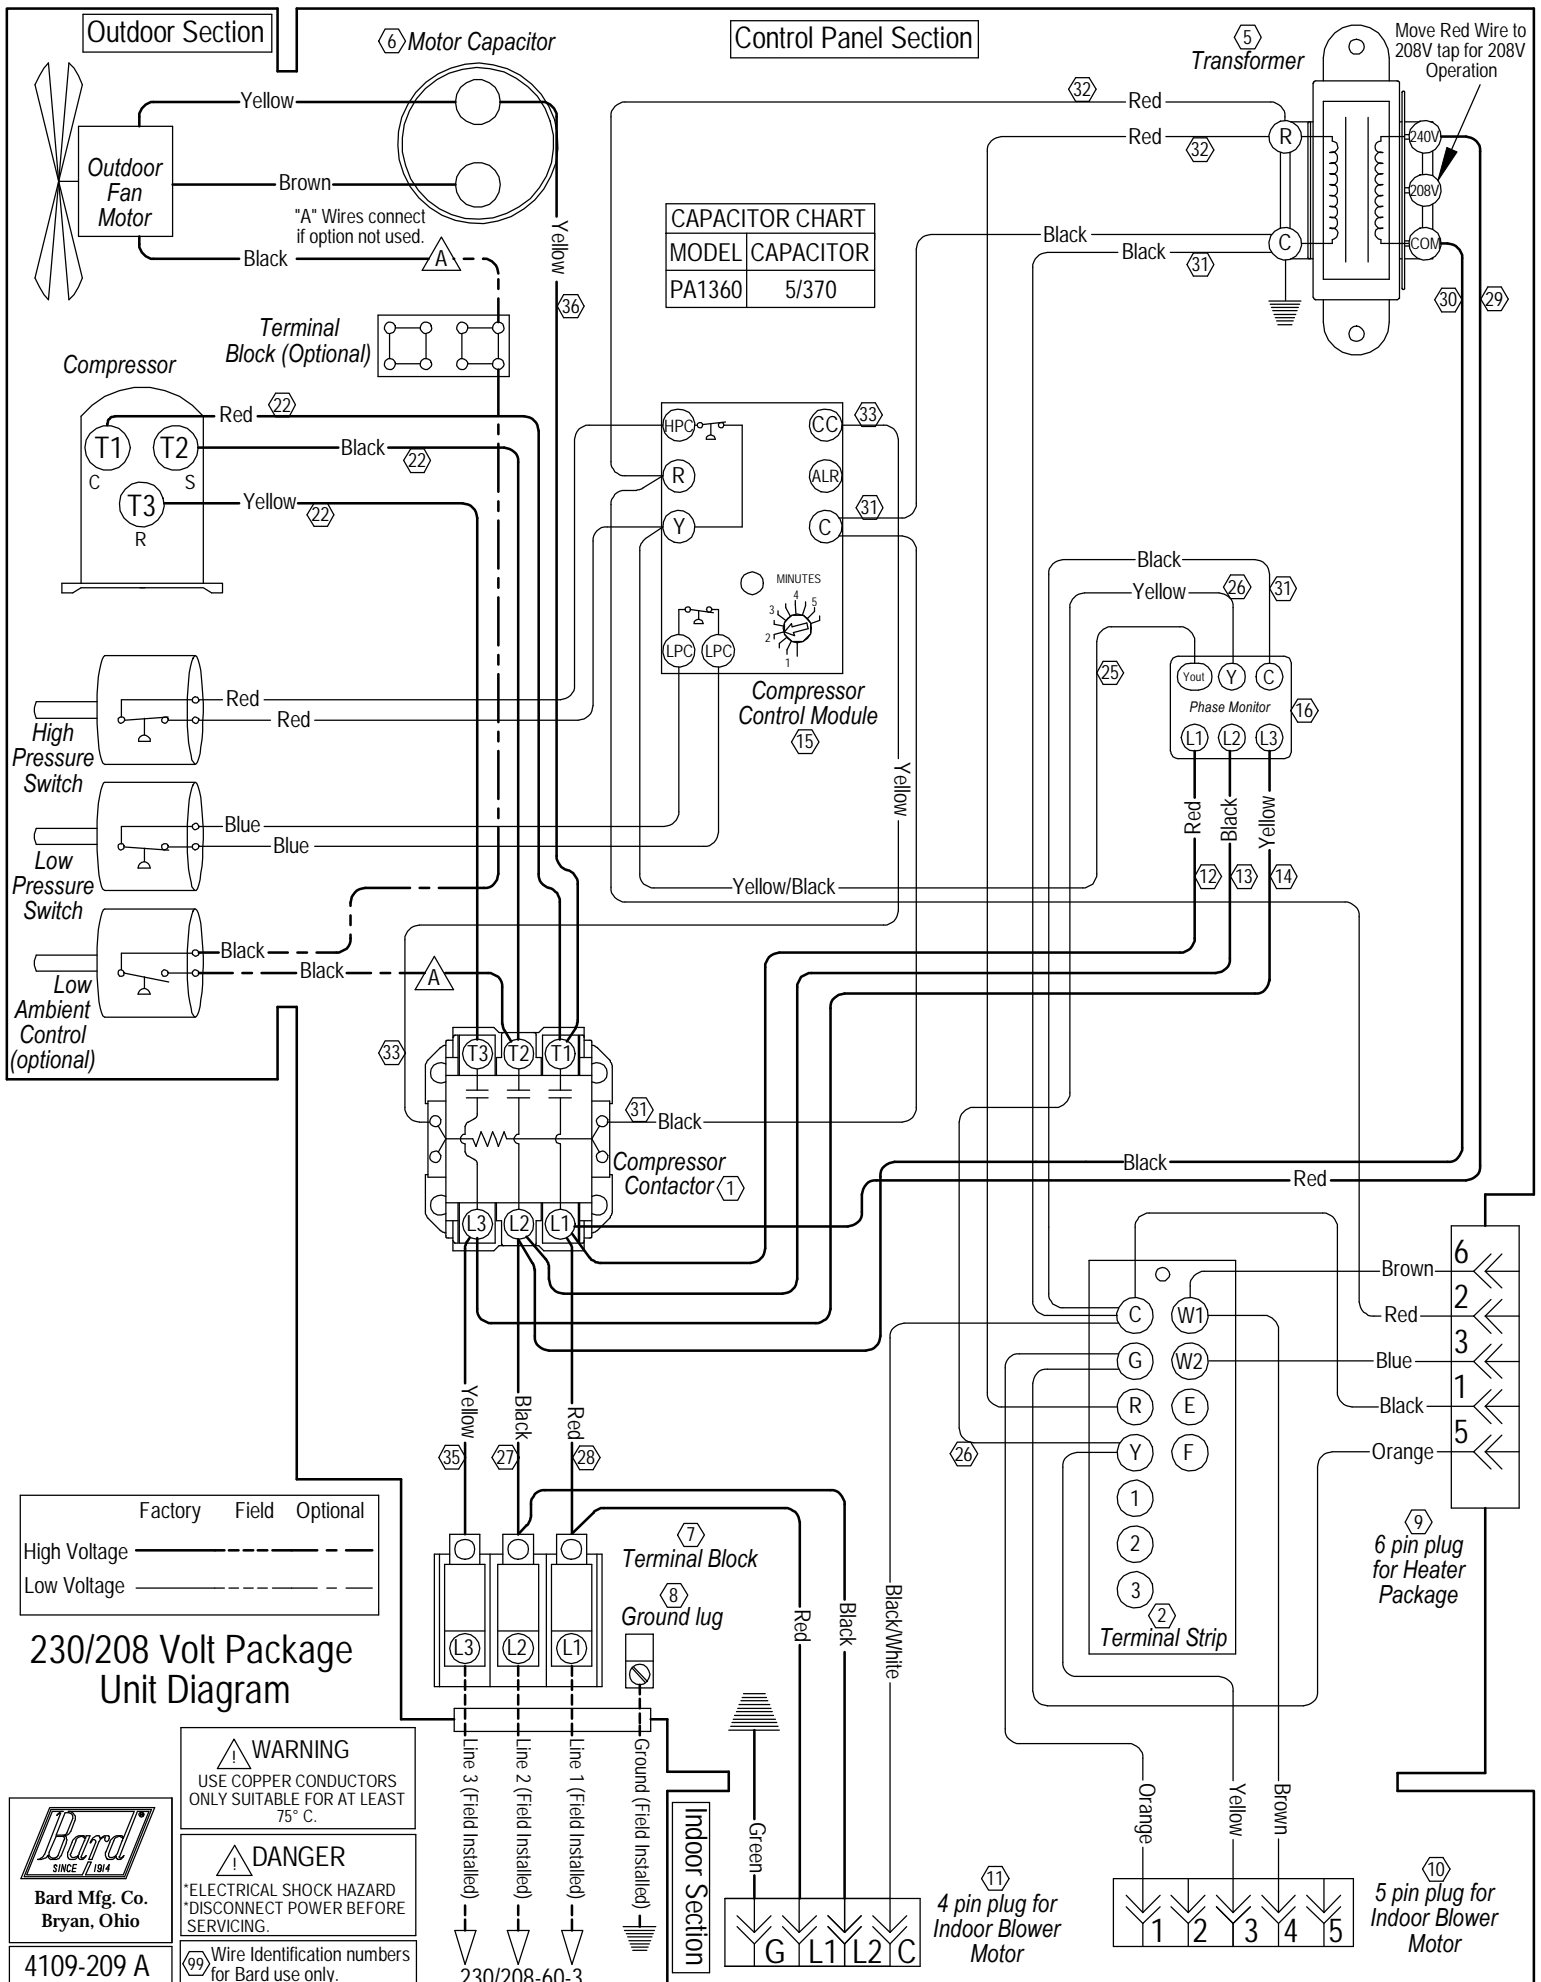 Outdoor Section
6 Motor Capacitor
Control Panel Section
5
Transformer
Move Red Wire to
208V tap for 208V
Operation
Yellow
32
Red
Red
32
R
240V
Outdoor
Fan
Motor
Brown
208V
"A" Wires connect
if option not used.
Yellow
CAPACITOR CHART
MODEL CAPACITOR
PA1360 5/370
Black
A
Black
Black
31
C
COM
36
30
29
Terminal
Block (Optional)
Compressor
Red
22
T1
C
T2
S
Black
22
T3
R
Yellow
22
HPC
CC
33
R
ALR
Y
C
31
MINUTES
1
2
3
4
5
LPC
LPC
Compressor
Control Module
15
Black
Yellow
26
31
25
Yout
Y
C
Phase Monitor
16
L1
L2
L3
Red
Black
Yellow
12
13
14
Red
Red
High
Pressure
Switch
Yellow
Blue
Blue
Low
Pressure
Switch
Yellow/Black
Black
Black
A
Low
Ambient
Control
(optional)
33
T3
T2
T1
31
Black
Compressor
Contactor 1
Black
Red
L3
L2
L1
Yellow
Black
Red
35
27
28
C
W1
G
W2
R
E
Y
F
1
2
3
26
2
Terminal Strip
Brown
6
Red
2
Blue
3
Black
1
Orange
5
9
6 pin plug
for Heater
Package
Factory Field Optional
High Voltage
Low Voltage
7
Terminal Block
8
Ground lug
L3
L2
L1
Red
Black
Black/White
230/208 Volt Package
Unit Diagram
WARNING
USE COPPER CONDUCTORS
ONLY SUITABLE FOR AT LEAST
75° C.
DANGER
*ELECTRICAL SHOCK HAZARD
*DISCONNECT POWER BEFORE
SERVICING.
99 Wire Identification numbers
for Bard use only.
Bard
SINCE 1914
Bard Mfg. Co.
Bryan, Ohio
4109-209 A
Line 3 (Field Installed)
Line 2 (Field Installed)
Line 1 (Field Installed)
Ground (Field Installed)
230/208-60-3
Indoor Section
Green
G
L1
L2
C
11
4 pin plug for
Indoor Blower
Motor
Orange
Yellow
Brown
1
2
3
4
5
10
5 pin plug for
Indoor Blower
Motor